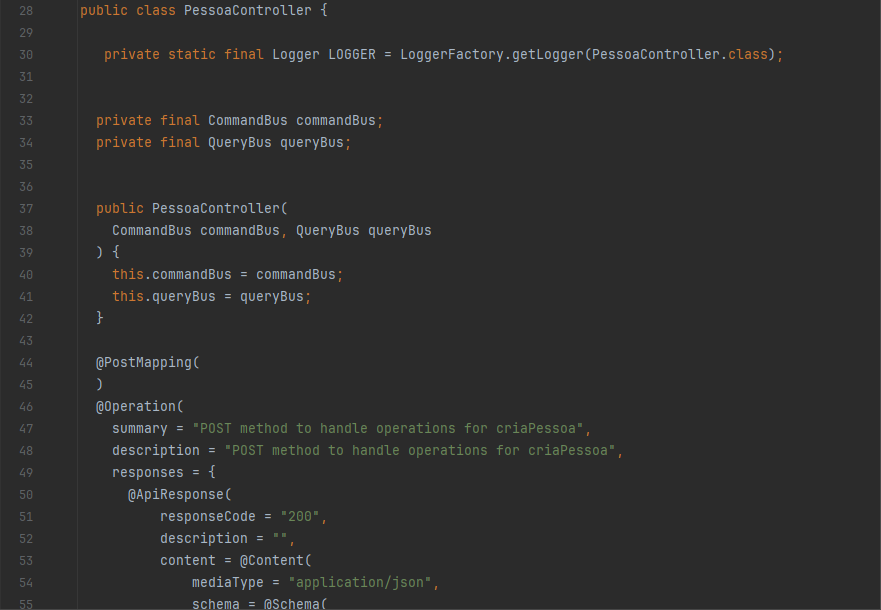 28 public class PessoaController {
29
30 private static final Logger LOGGER = LoggerFactory.getLogger(PessoaController.class);
31
32
33 private final CommandBus commandBus;
34 private final QueryBus queryBus;
35
36
37 public PessoaController(
38 CommandBus commandBus, QueryBus queryBus
39 ) {
40 this.commandBus = commandBus;
41 this.queryBus = queryBus;
42 }
43
44 @PostMapping(
45 )
46 @Operation(
47 summary = "POST method to handle operations for criaPessoa",
48 description = "POST method to handle operations for criaPessoa",
49 responses = {
50 @ApiResponse(
51 responseCode = "200",
52 description = "",
53 content = @Content(
54 mediaType = "application/json",
55 schema = @Schema(